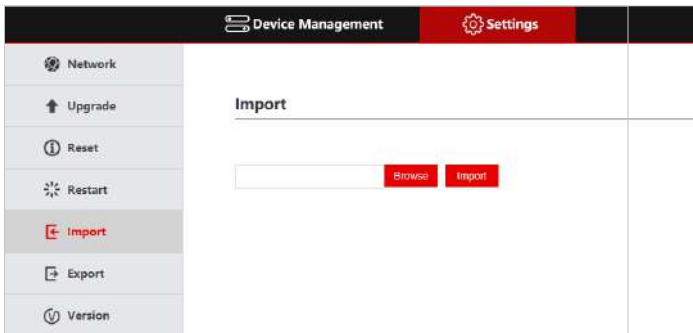 Device Management
Settings
Network
Upgrade
Import
Reset
Browse
Import
Restart
Import
Export
Version